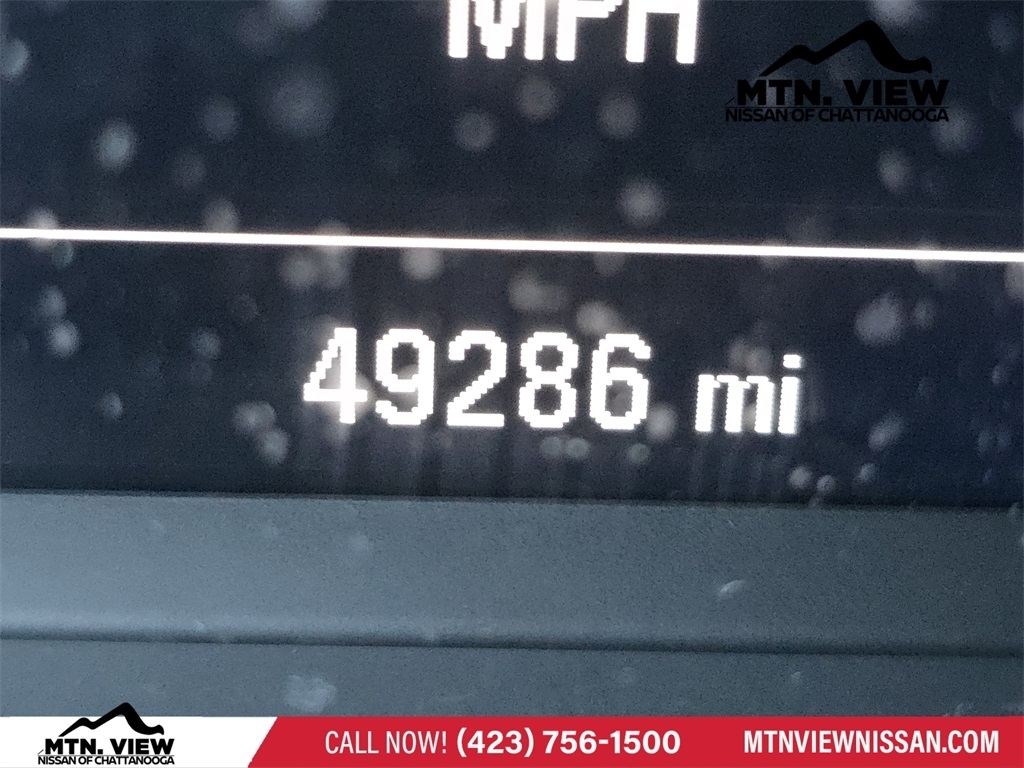 MPH
MTN. VIEW
NISSAN OF CHATTANOOGA
49286 mi
MTN. VIEW
NISSAN OF CHATTANOOGA
CALL NOW! (423) 756-1500
MTNVIEWNISSAN.COM